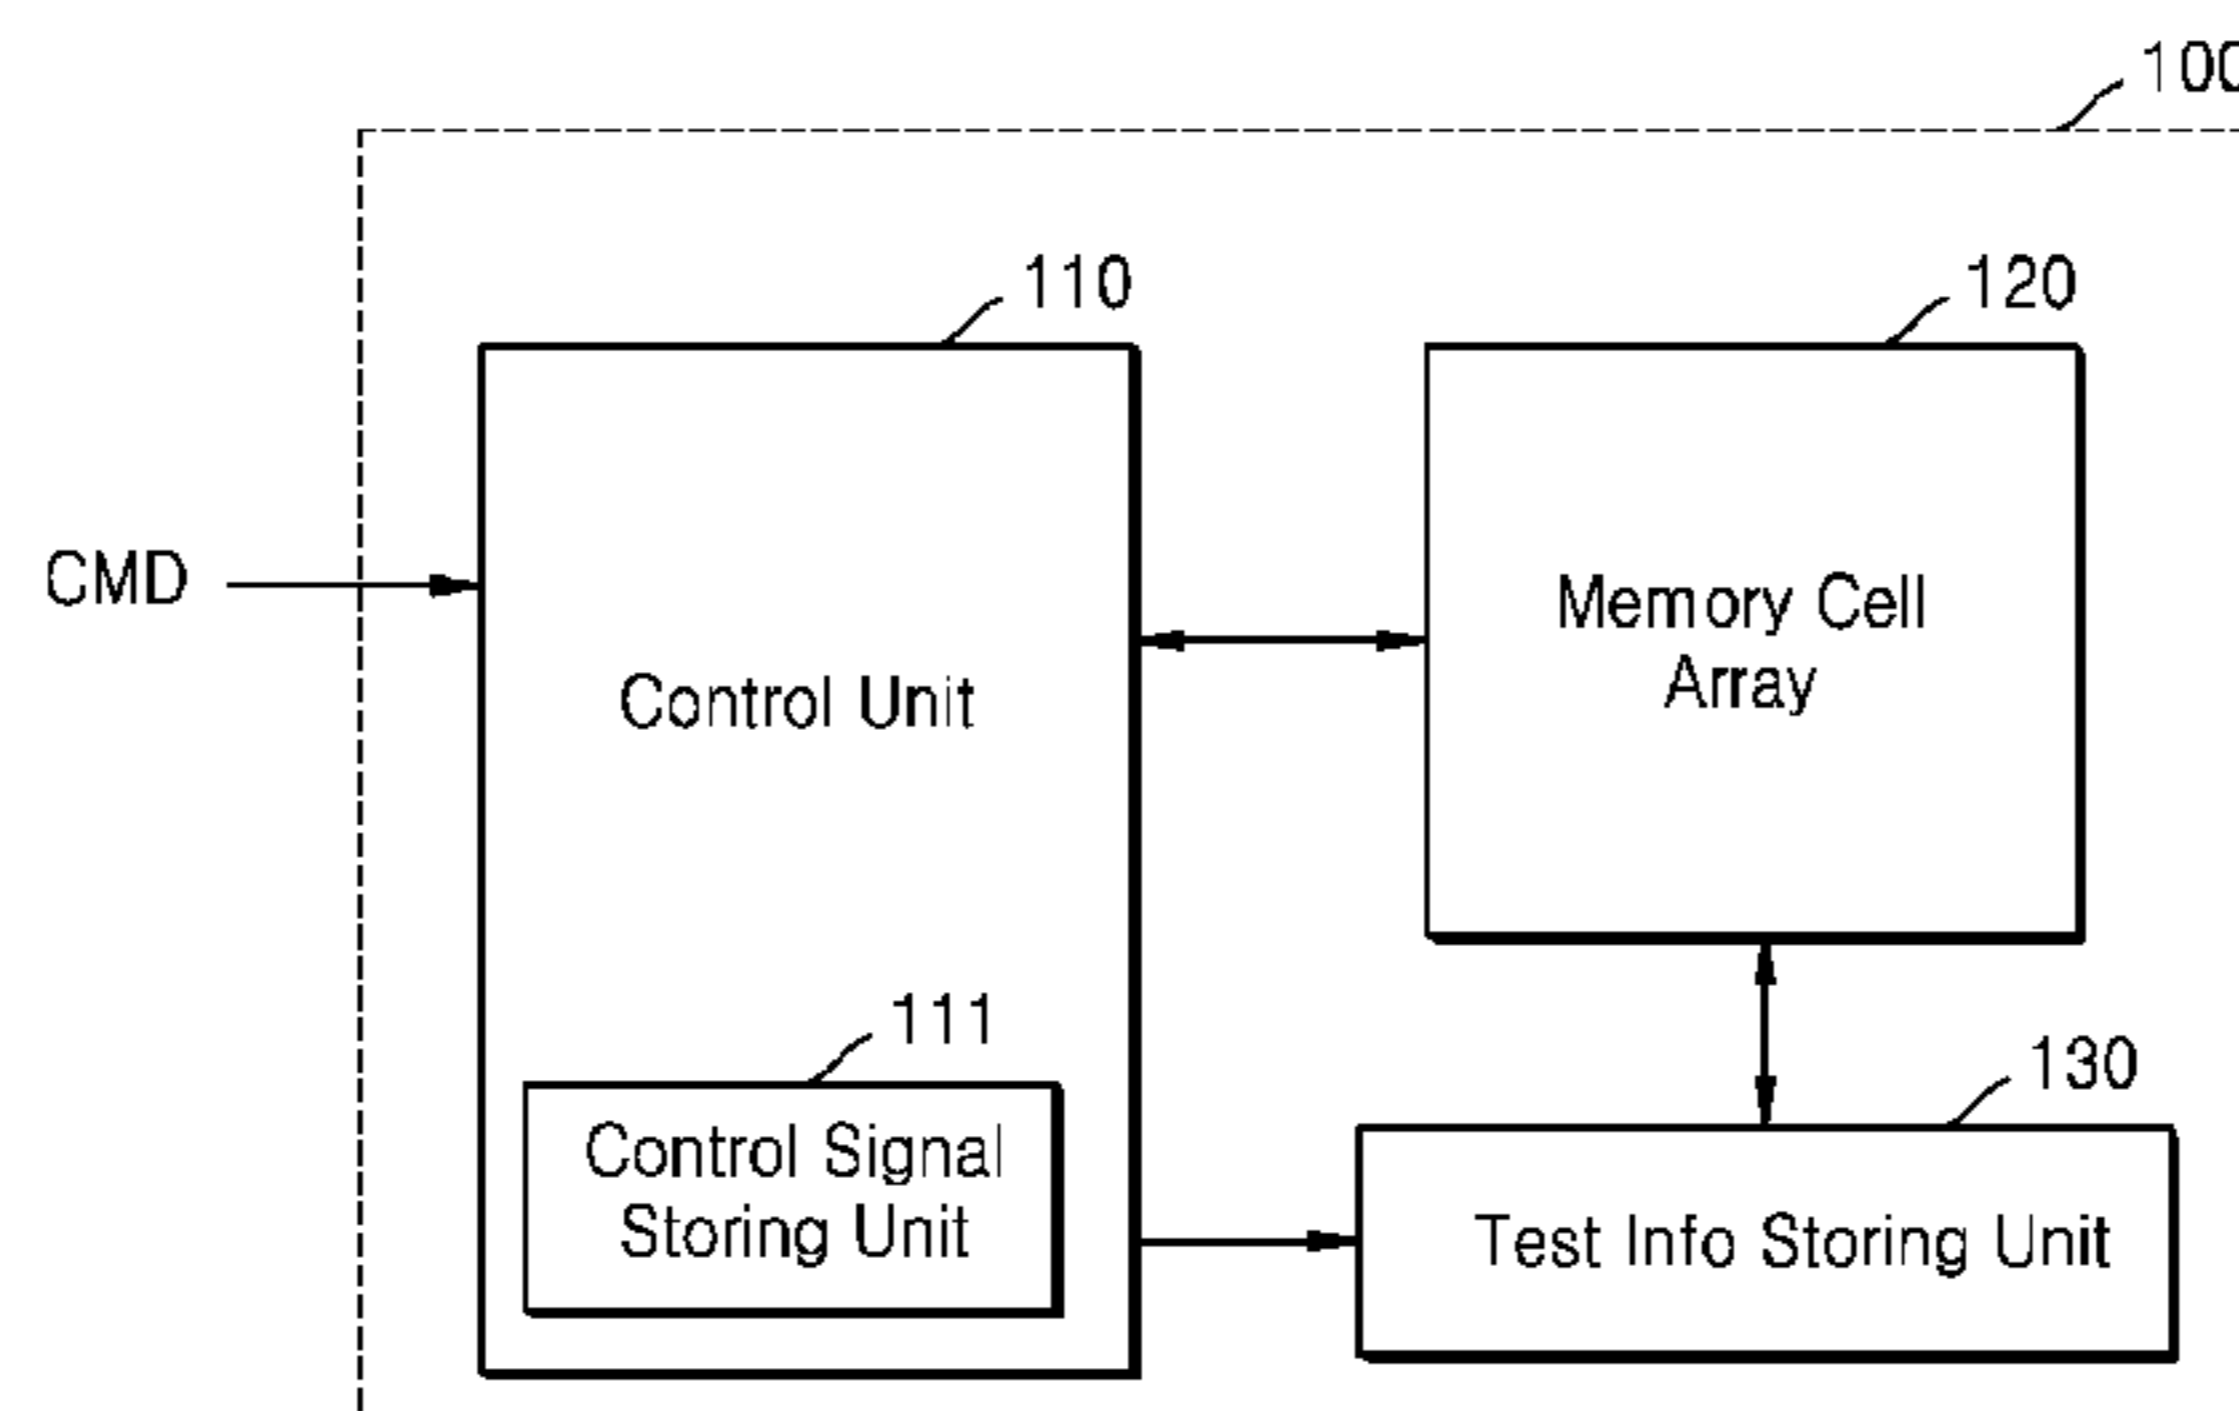 100
110
120
CMD
Control Unit
Memory Cell
Array
111
Control Signal
Storing Unit
130
Test Info Storing Unit